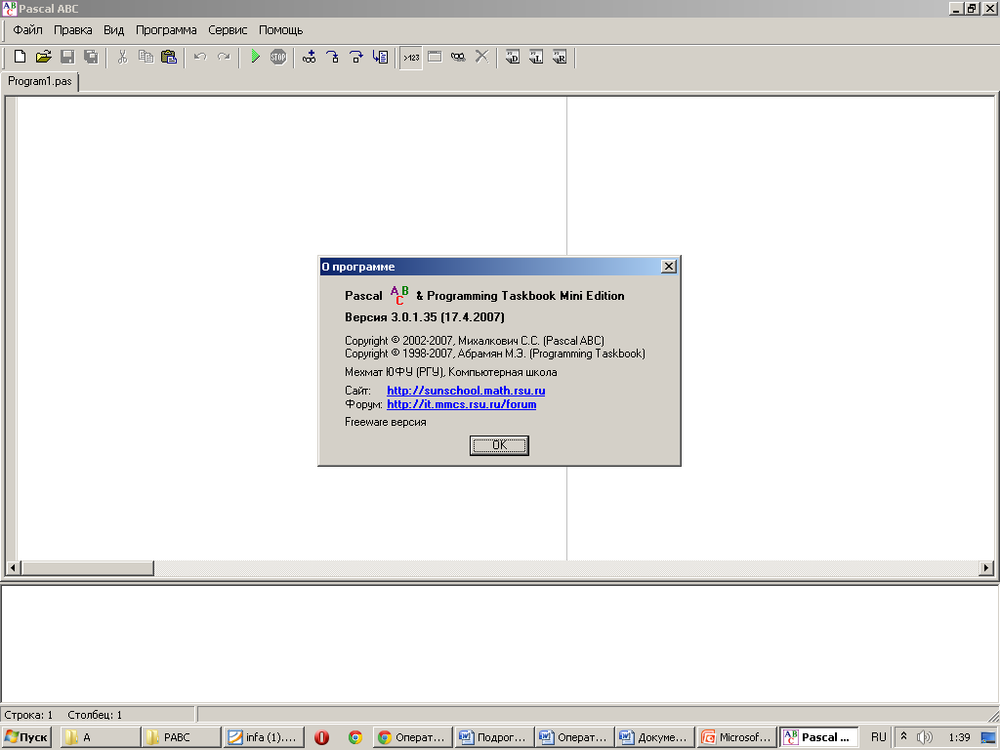 Pascal ABC
Файл Правка Вид Программа Сервис Помощь
STOP >123 D L R
Program1.pas
О программе
Pascal ABC & Programming Taskbook Mini Edition
Версия 3.0.1.35 (17.4.2007)
Copyright © 2002-2007, Михалкович С.С. (Pascal ABC)
Copyright © 1998-2007, Абрамян М.Э. (Programming Taskbook)
Мехмат ЮФУ (РГУ), Компьютерная школа
Сайт: http://sunschool.math.rsu.ru
Форум: http://it.mmcs.rsu.ru/forum
Freeware версия
OK
Строка: 1 Столбец: 1
Пуск A PABC infa (1).... Операт... Подрог... Операт... Докуме... Microsof... Pascal ... RU 1:39